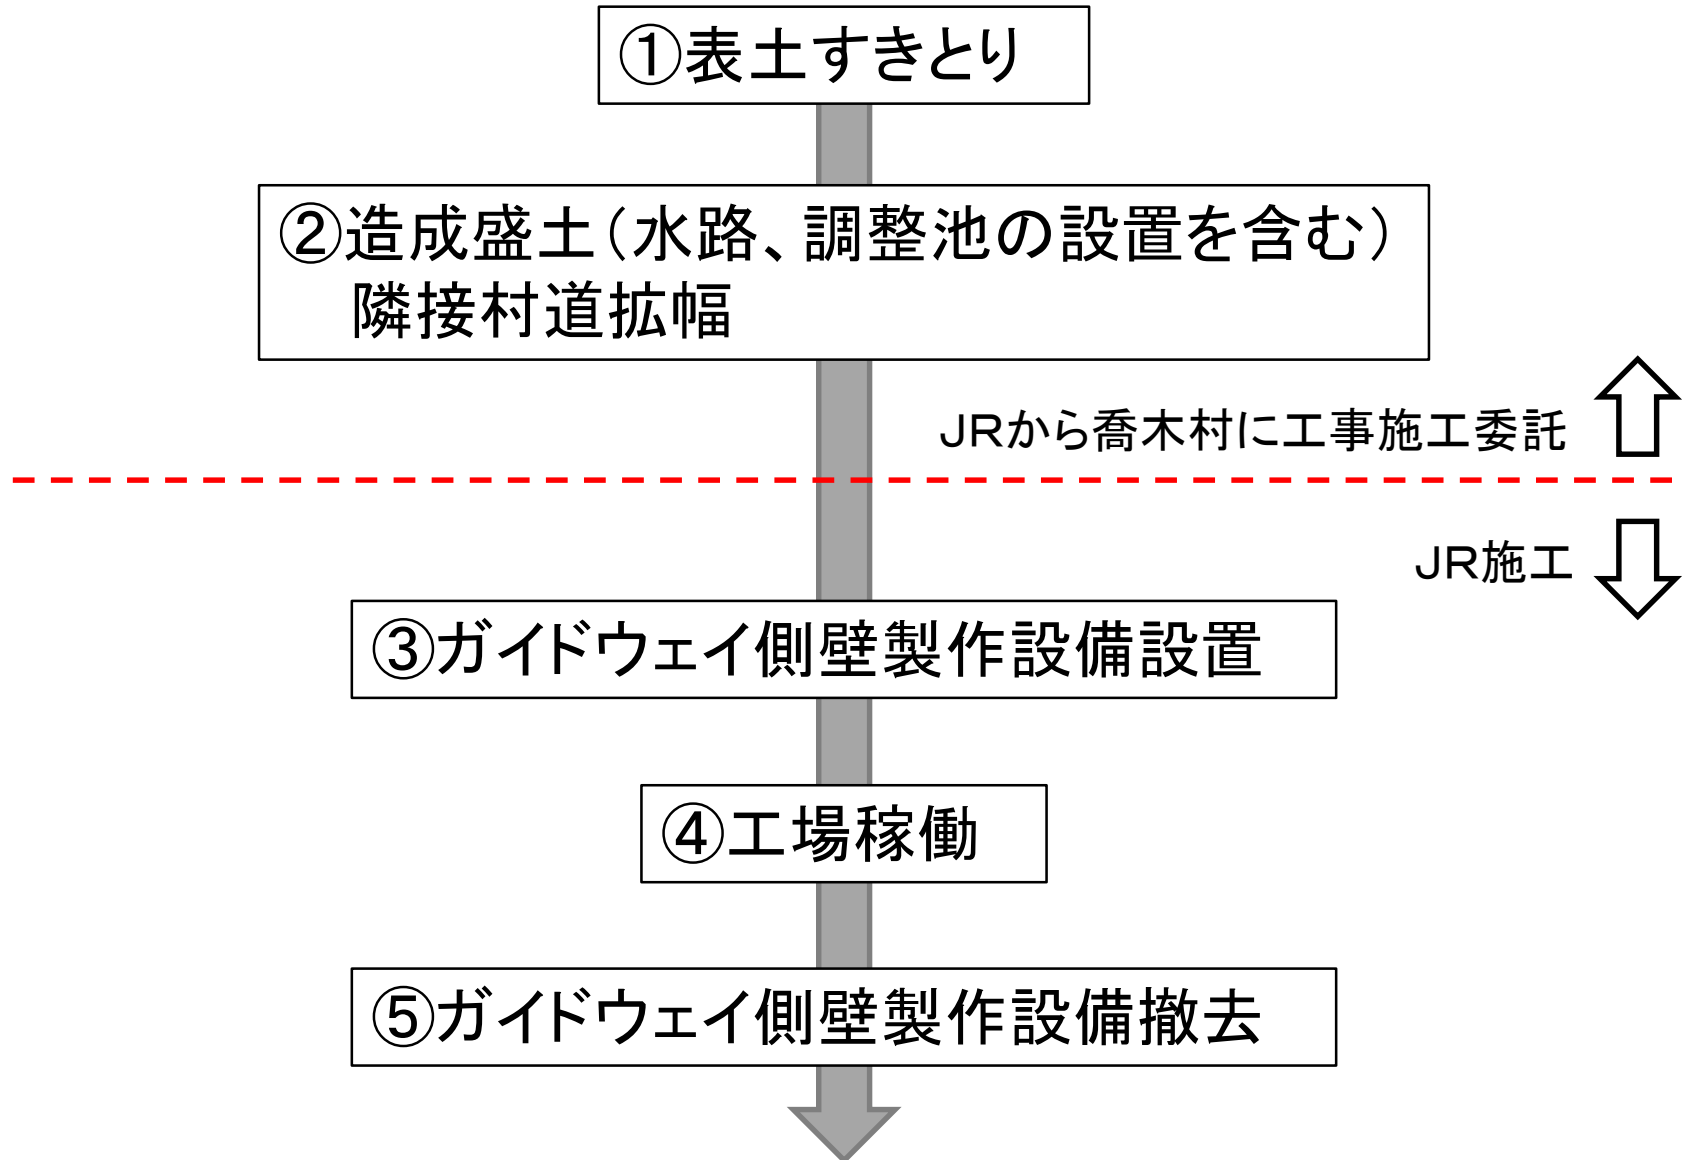 ①表土すきとり
②造成盛土（水路、調整池の設置を含む）
隣接村道拡幅
ＪＲから喬木村に工事施工委託
ＪＲ施工
③ガイドウェイ側壁製作設備設置
④工場稼働
⑤ガイドウェイ側壁製作設備撤去